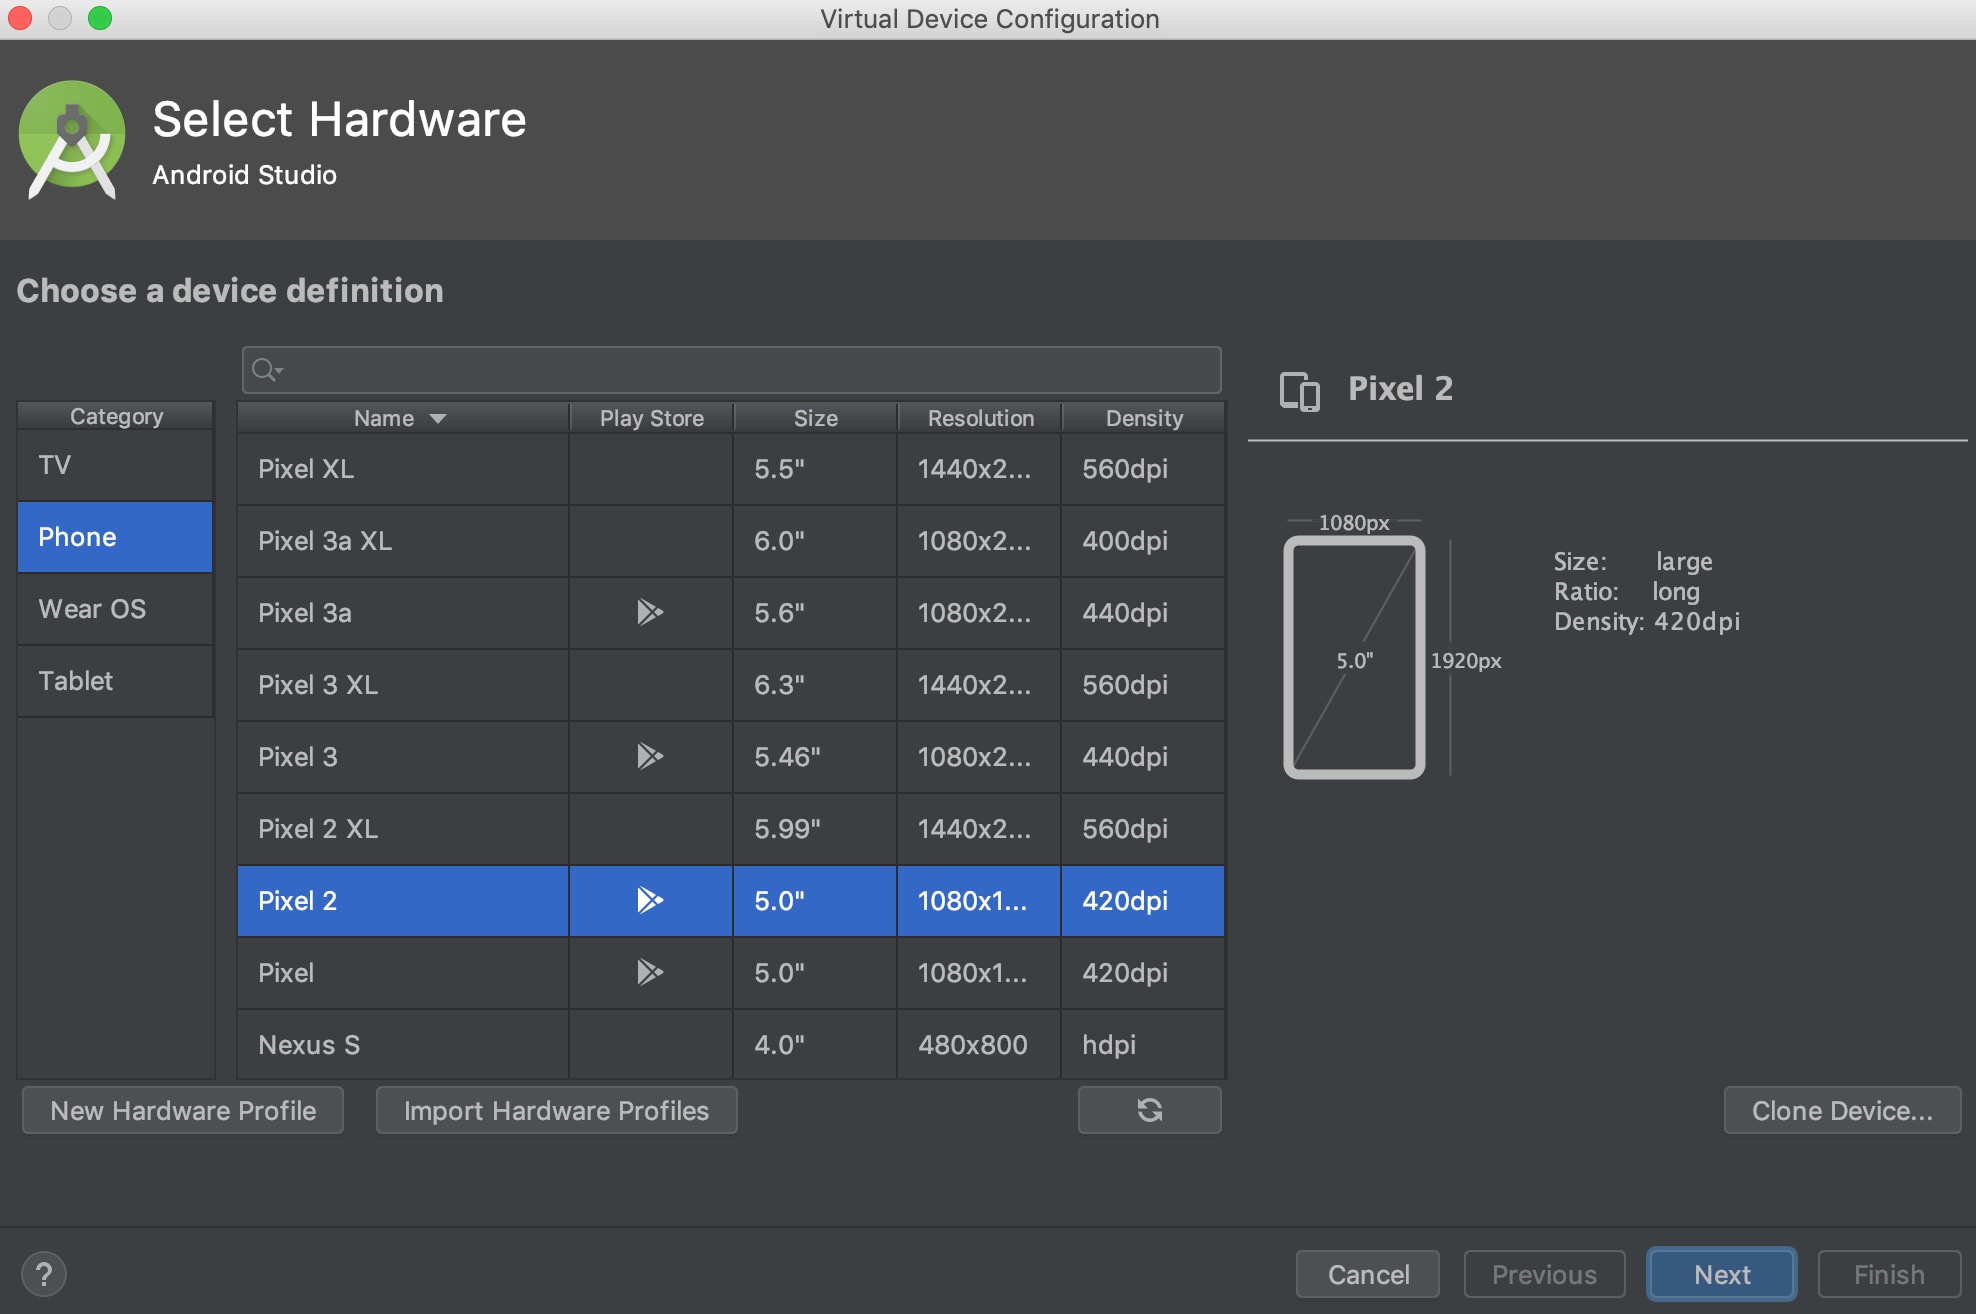 Virtual Device Configuration
Select Hardware
Android Studio
Choose a device definition
Category
TV
Phone
Wear OS
Tablet
Name Play Store Size Resolution Density
Pixel XL 5.5" 1440x2... 560dpi
Pixel 3a XL 6.0" 1080x2... 400dpi
Pixel 3a 5.6" 1080x2... 440dpi
Pixel 3 XL 6.3" 1440x2... 560dpi
Pixel 3 5.46" 1080x2... 440dpi
Pixel 2 XL 5.99" 1440x2... 560dpi
Pixel 2 5.0" 1080x1... 420dpi
Pixel 5.0" 1080x1... 420dpi
Nexus S 4.0" 480x800 hdpi
Pixel 2
1080px
5.0"
1920px
Size: large
Ratio: long
Density: 420dpi
New Hardware Profile
Import Hardware Profiles
Clone Device...
?
Cancel
Previous
Next
Finish